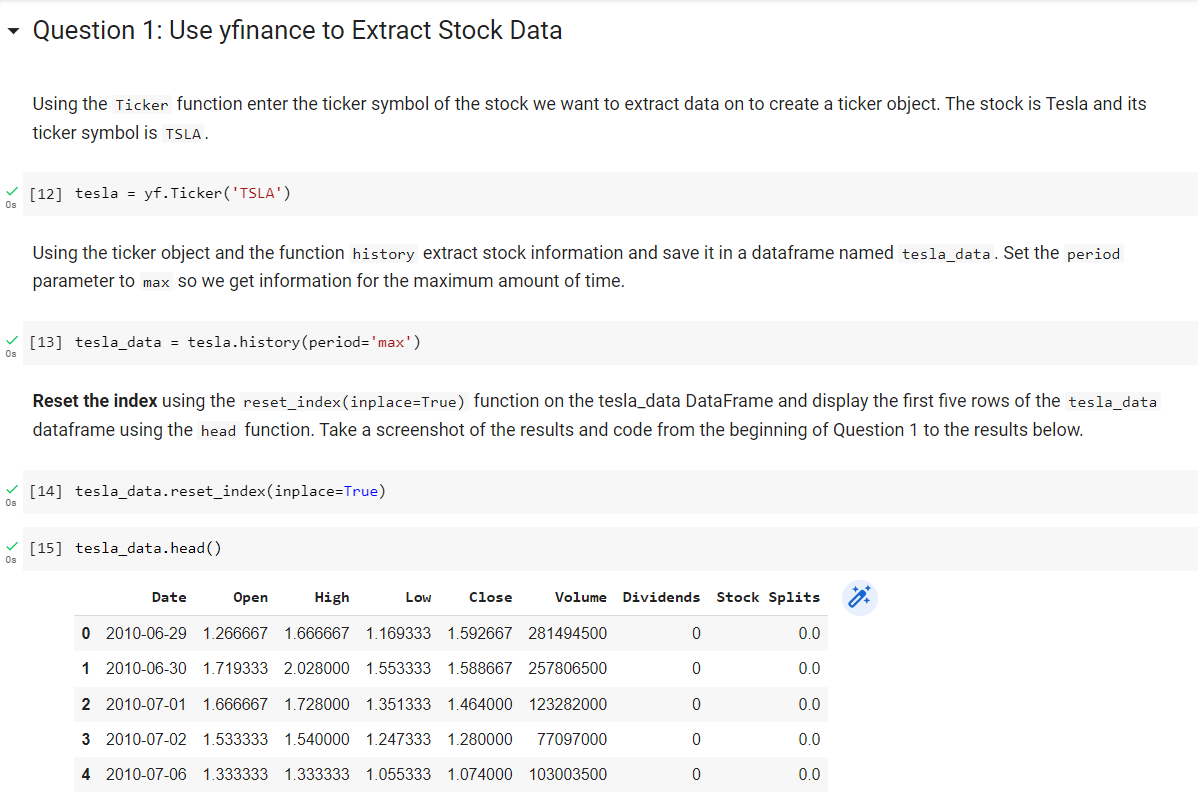 Question 1: Use yfinance to Extract Stock Data
Using the Ticker function enter the ticker symbol of the stock we want to extract data on to create a ticker object. The stock is Tesla and its
ticker symbol is TSLA.
[12] tesla = yf.Ticker('TSLA')
0s
Using the ticker object and the function history extract stock information and save it in a dataframe named tesla_data. Set the period
parameter to max so we get information for the maximum amount of time.
[13] tesla_data = tesla.history(period='max')
0s
Reset the index using the reset_index(inplace=True) function on the tesla_data DataFrame and display the first five rows of the tesla_data
dataframe using the head function. Take a screenshot of the results and code from the beginning of Question 1 to the results below.
[14] tesla_data.reset_index(inplace=True)
0s
[15] tesla_data.head()
0s
Date Open High Low Close Volume Dividends Stock Splits
0 2010-06-29 1.266667 1.666667 1.169333 1.592667 281494500 0 0.0
1 2010-06-30 1.719333 2.028000 1.553333 1.588667 257806500 0 0.0
2 2010-07-01 1.666667 1.728000 1.351333 1.464000 123282000 0 0.0
3 2010-07-02 1.533333 1.540000 1.247333 1.280000 77097000 0 0.0
4 2010-07-06 1.333333 1.333333 1.055333 1.074000 103003500 0 0.0